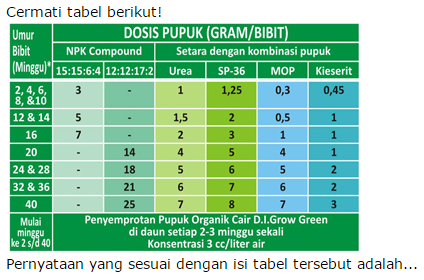 Cermati tabel berikut!
Umur Bibit (Minggu)* DOSIS PUPUK (GRAM/BIBIT)
NPK Compound Setara dengan kombinasi pupuk
15:15:6:4 12:12:17:2 Urea SP-36 MOP Kieserit
2, 4, 6, 8, &10 3 - 1 1,25 0,3 0,45
12 & 14 5 - 1,5 2 0,5 1
16 7 - 2 3 1 1
20 - 14 4 5 4 1
24 & 28 - 18 5 6 5 2
32 & 36 - 21 6 7 6 2
40 - 25 7 8 7 3
Mulai minggu ke 2 s/d 40 Penyemprotan Pupuk Organik Cair D.I.Grow Green
di daun setiap 2-3 minggu sekali
Konsentrasi 3 cc/liter air
Pernyataan yang sesuai dengan isi tabel tersebut adalah...